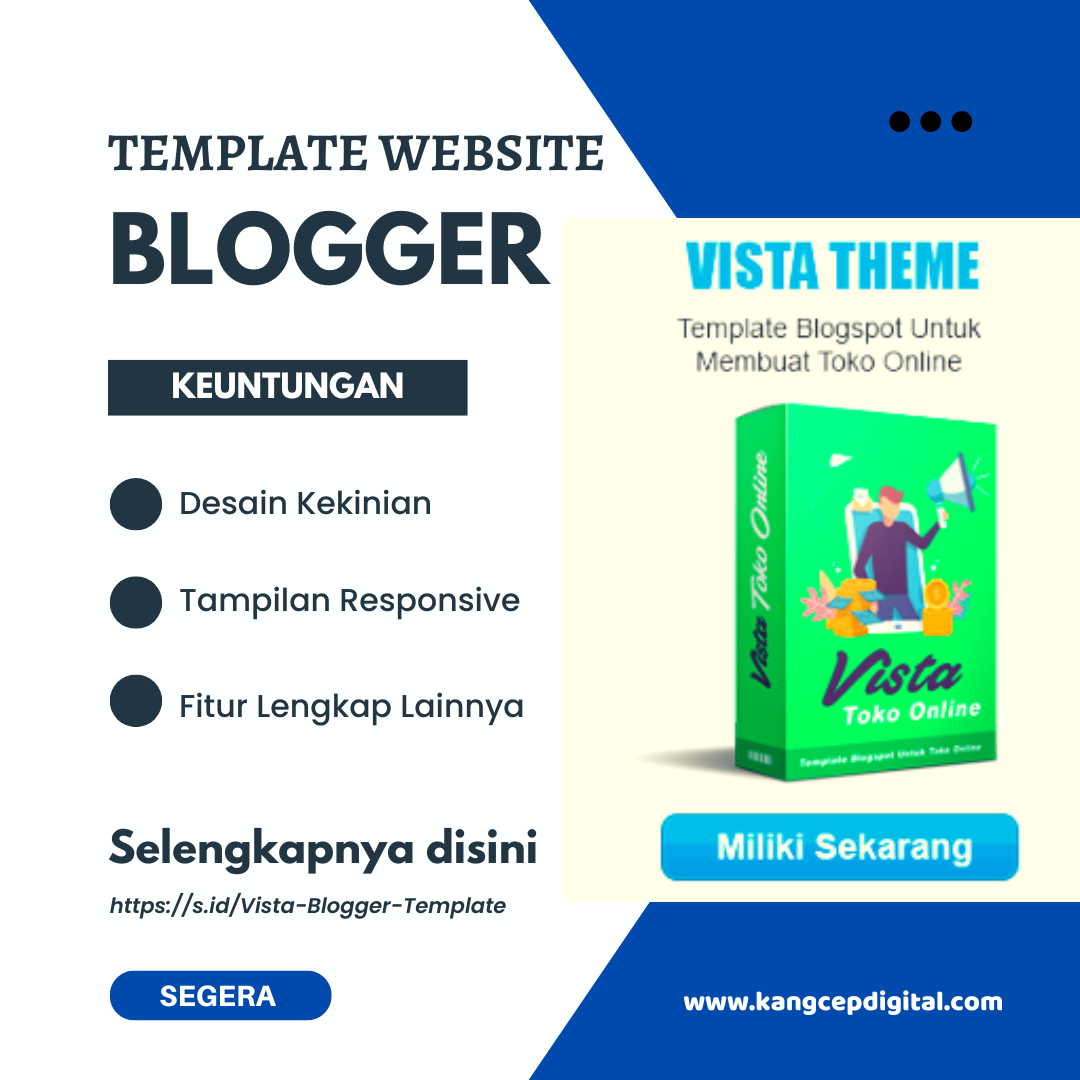 TEMPLATE WEBSITE
BLOGGER
KEUNTUNGAN
Desain Kekinian
Tampilan Responsive
Fitur Lengkap Lainnya
Selengkapnya disini
https://s.id/Vista-Blogger-Template
SEGERA
VISTA THEME
Template Blogspot Untuk
Membuat Toko Online
Vista Toko Online
Vista
Toko Online
Template Blogspot Untuk Toko Online
Miliki Sekarang
www.kangcepdigital.com